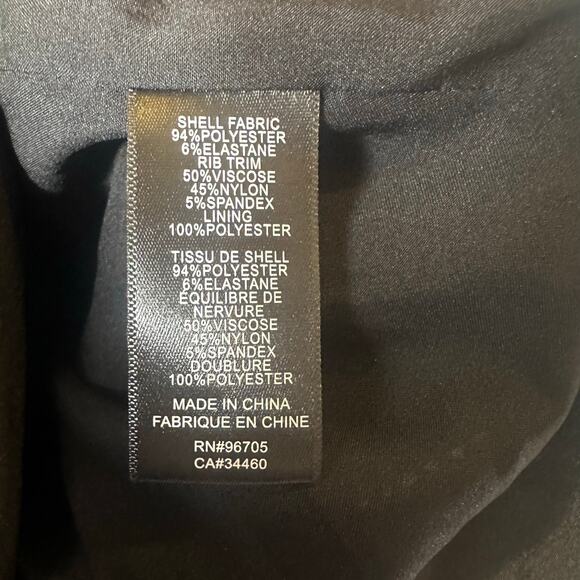 SHELL FABRIC
94%POLYESTER
6%ELASTANE
RIB TRIM
50%VISCOSE
45%NYLON
5%SPANDEX
LINING
100%POLYESTER
TISSU DE SHELL
94%POLYESTER
6%ELASTANE
ÉQUILIBRE DE
NERVURE
50%VISCOSE
45%NYLON
5%SPANDEX
DOUBLURE
100%POLYESTER
MADE IN CHINA
FABRIQUE EN CHINE
RN#96705
CA#34460